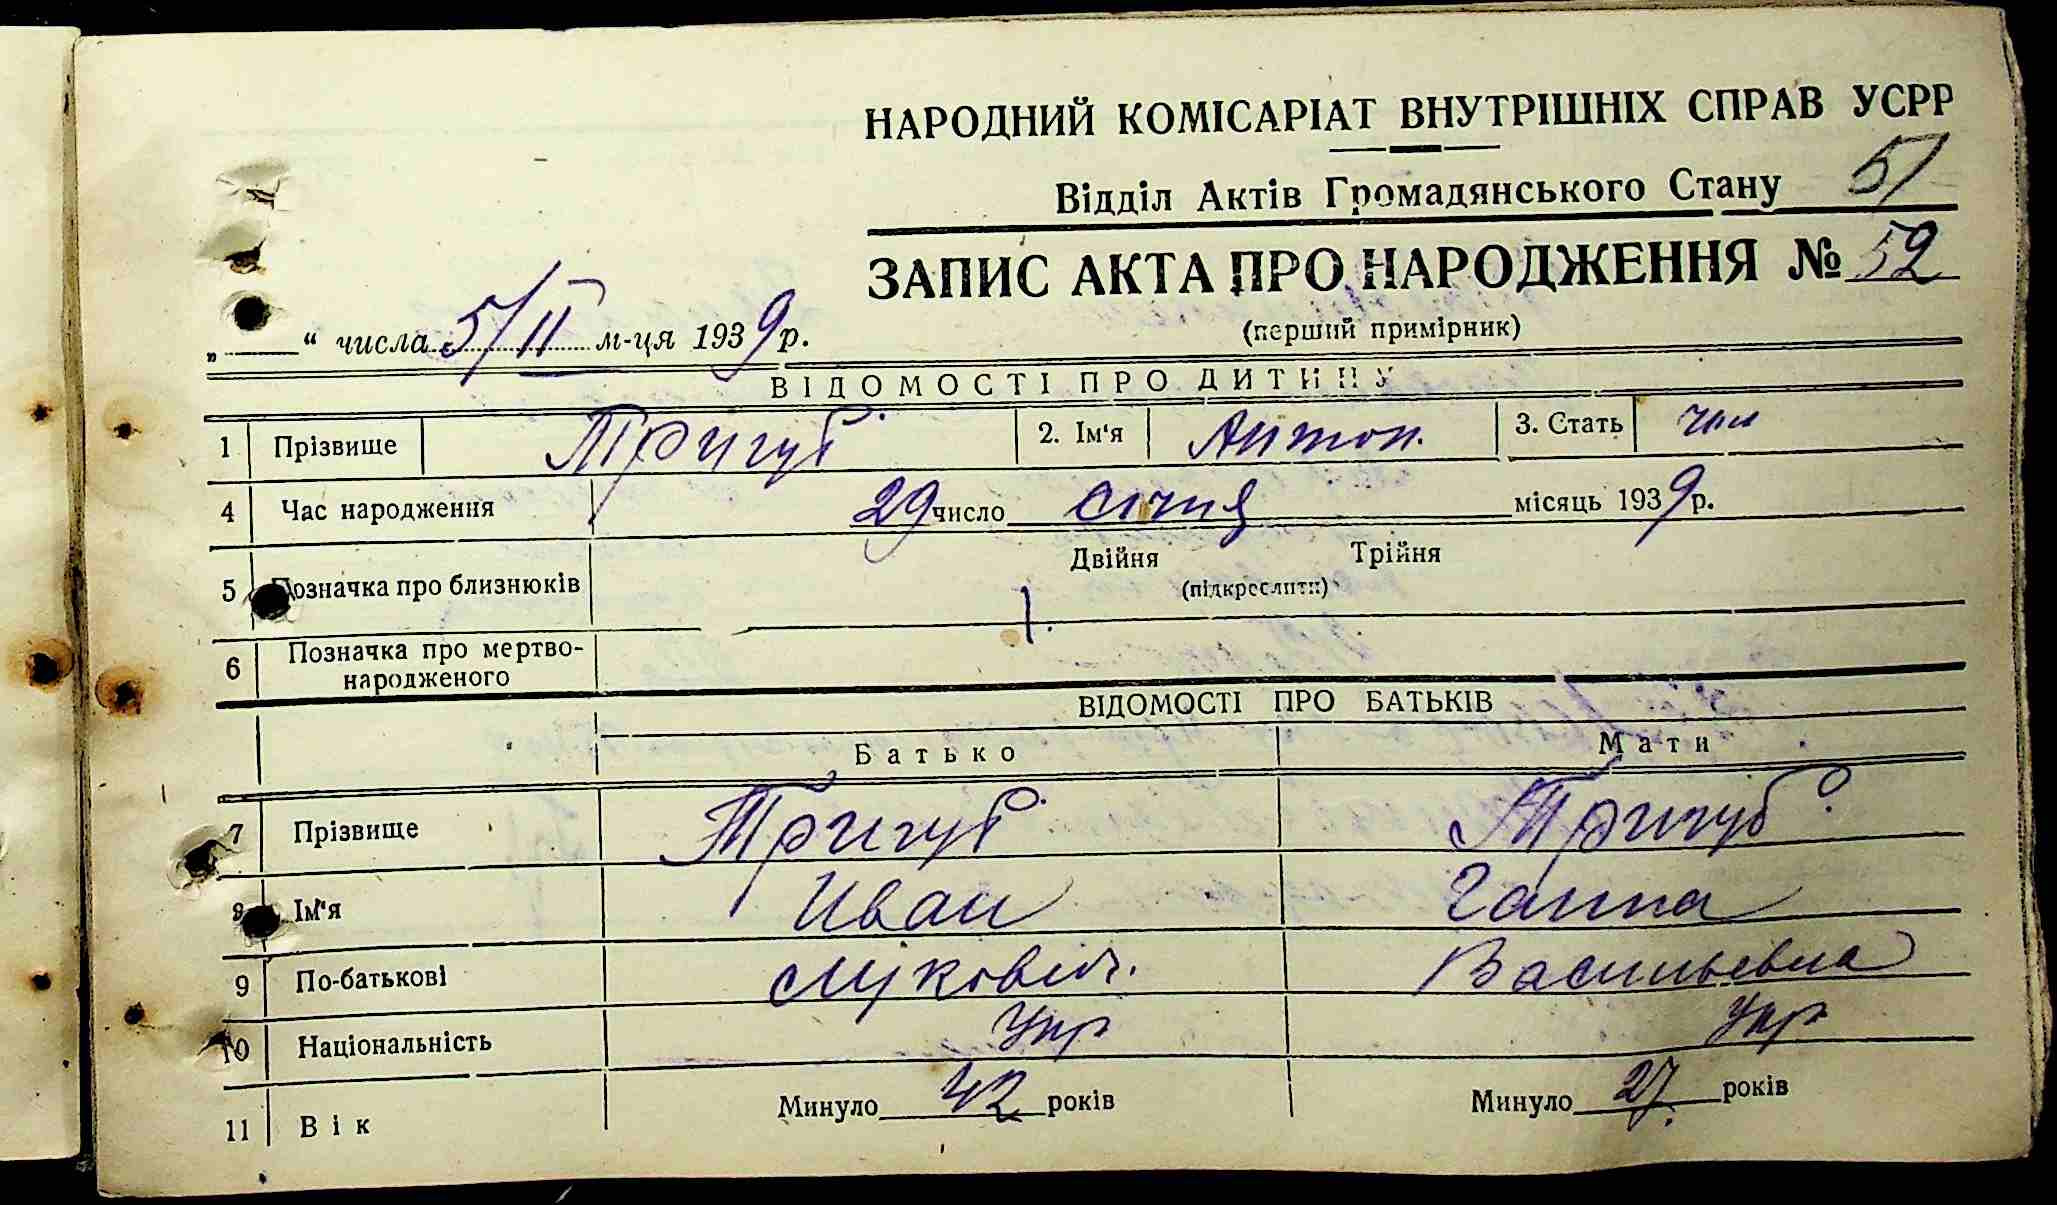 НАРОДНИЙ КОМІСАРІАТ ВНУТРІШНІХ СПРАВ УСРР
Відділ Актів Громадянського Стану 51
ЗАПИС АКТА ПРО НАРОДЖЕННЯ № 52
(перший примірник)
„ “ числа 5/II м-ця 1939 р.
ВІДОМОСТІ ПРО ДИТИНУ
1 Прізвище Тригуб 2. Ім'я Антон. 3. Стать чол
4 Час народження 29 число січня місяць 1939 р.
5 Позначка про близнюків Двійня Трійня
(підкреслити)
1.
6 Позначка про мертво-
народженого
ВІДОМОСТІ ПРО БАТЬКІВ
Батько Мати
7 Прізвище Тригуб Тригуб
8 Ім'я Иван Ганна
9 По-батькові Лукович. Васильевна
10 Національність Укр Укр
11 Вік Минуло 42 років Минуло 27 років